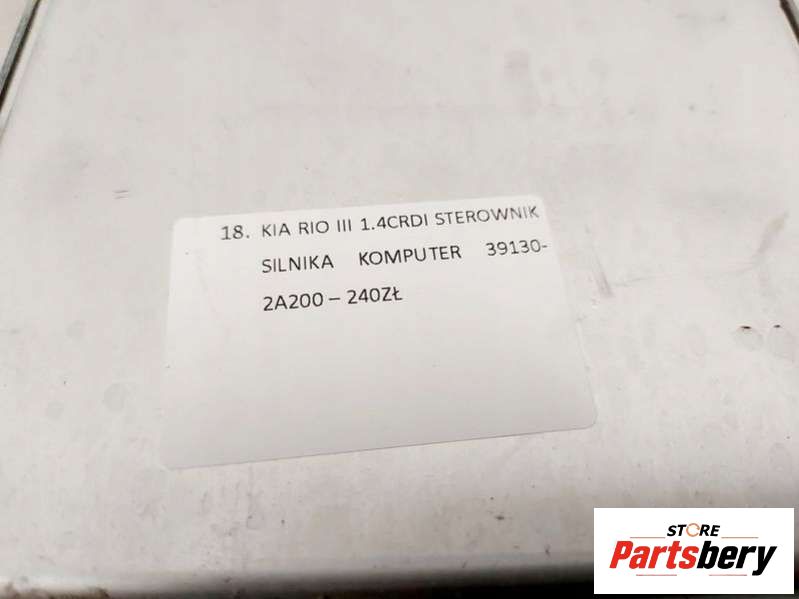 18. KIA RIO III 1.4CRDI STEROWNIK
SILNIKA KOMPUTER 39130-
2A200 – 240ZŁ
STORE
Partsbery